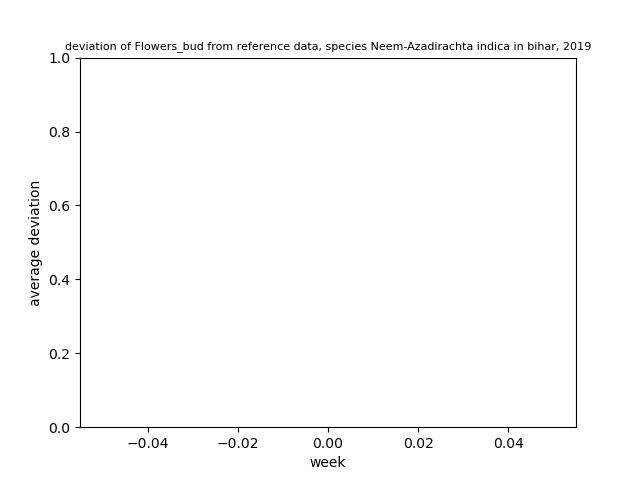 deviation of Flowers_bud from reference data, species Neem-Azadirachta indica in bihar, 2019
1.0
0.8
0.6
0.4
0.2
0.0
average deviation
−0.04 −0.02 0.00 0.02 0.04
week